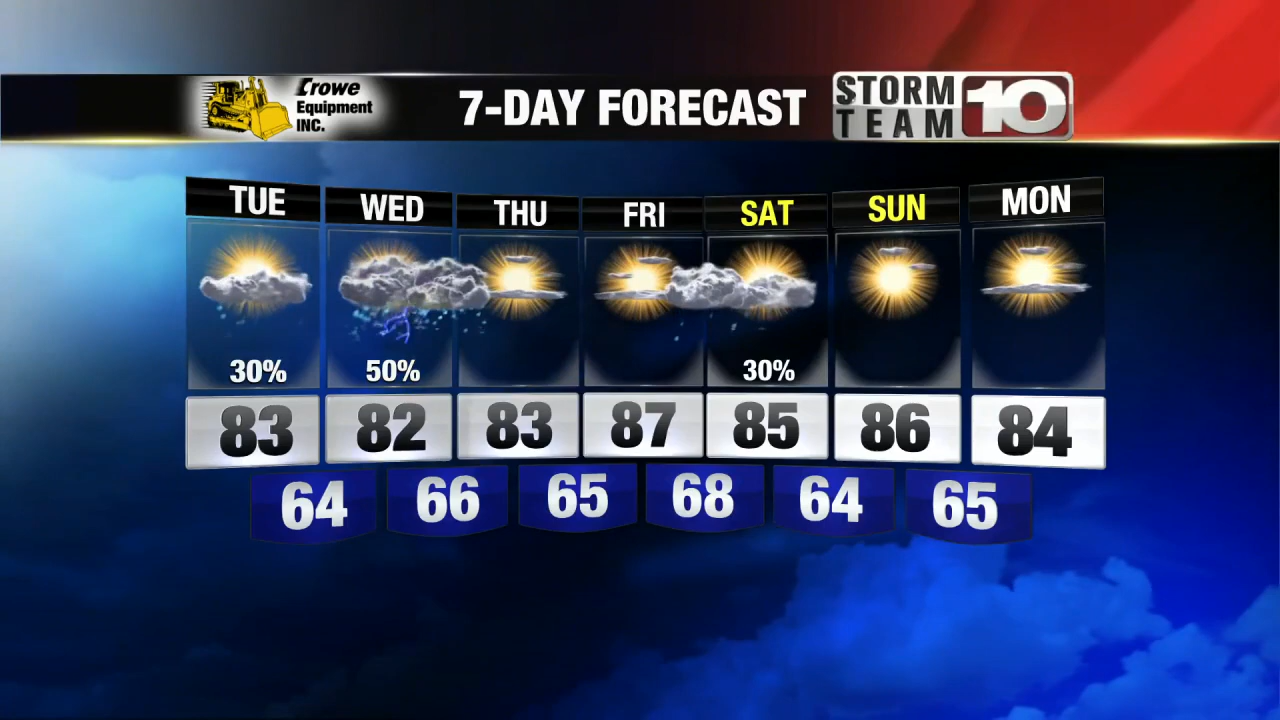 Crowe
Equipment
INC.
7-DAY FORECAST
STORM
TEAM
10
TUE WED THU FRI SAT SUN MON
30% 50% 30%
83 82 83 87 85 86 84
64 66 65 68 64 65